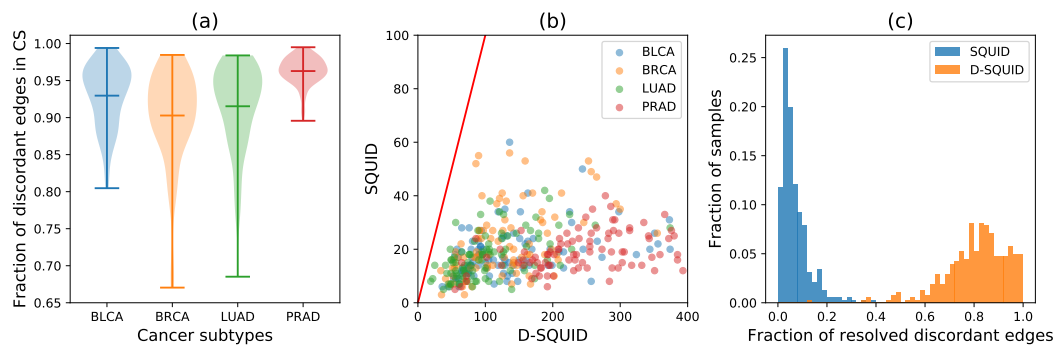 (a)
Fraction of discordant edges in CS
1.00
0.95
0.90
0.85
0.80
0.75
0.70
0.65
BLCA
BRCA
LUAD
PRAD
Cancer subtypes
(b)
SQUID
100
80
60
40
20
0
0
100
200
300
400
D-SQUID
BLCA
BRCA
LUAD
PRAD
(c)
Fraction of samples
0.25
0.20
0.15
0.10
0.05
0.00
0.0
0.2
0.4
0.6
0.8
1.0
Fraction of resolved discordant edges
SQUID
D-SQUID